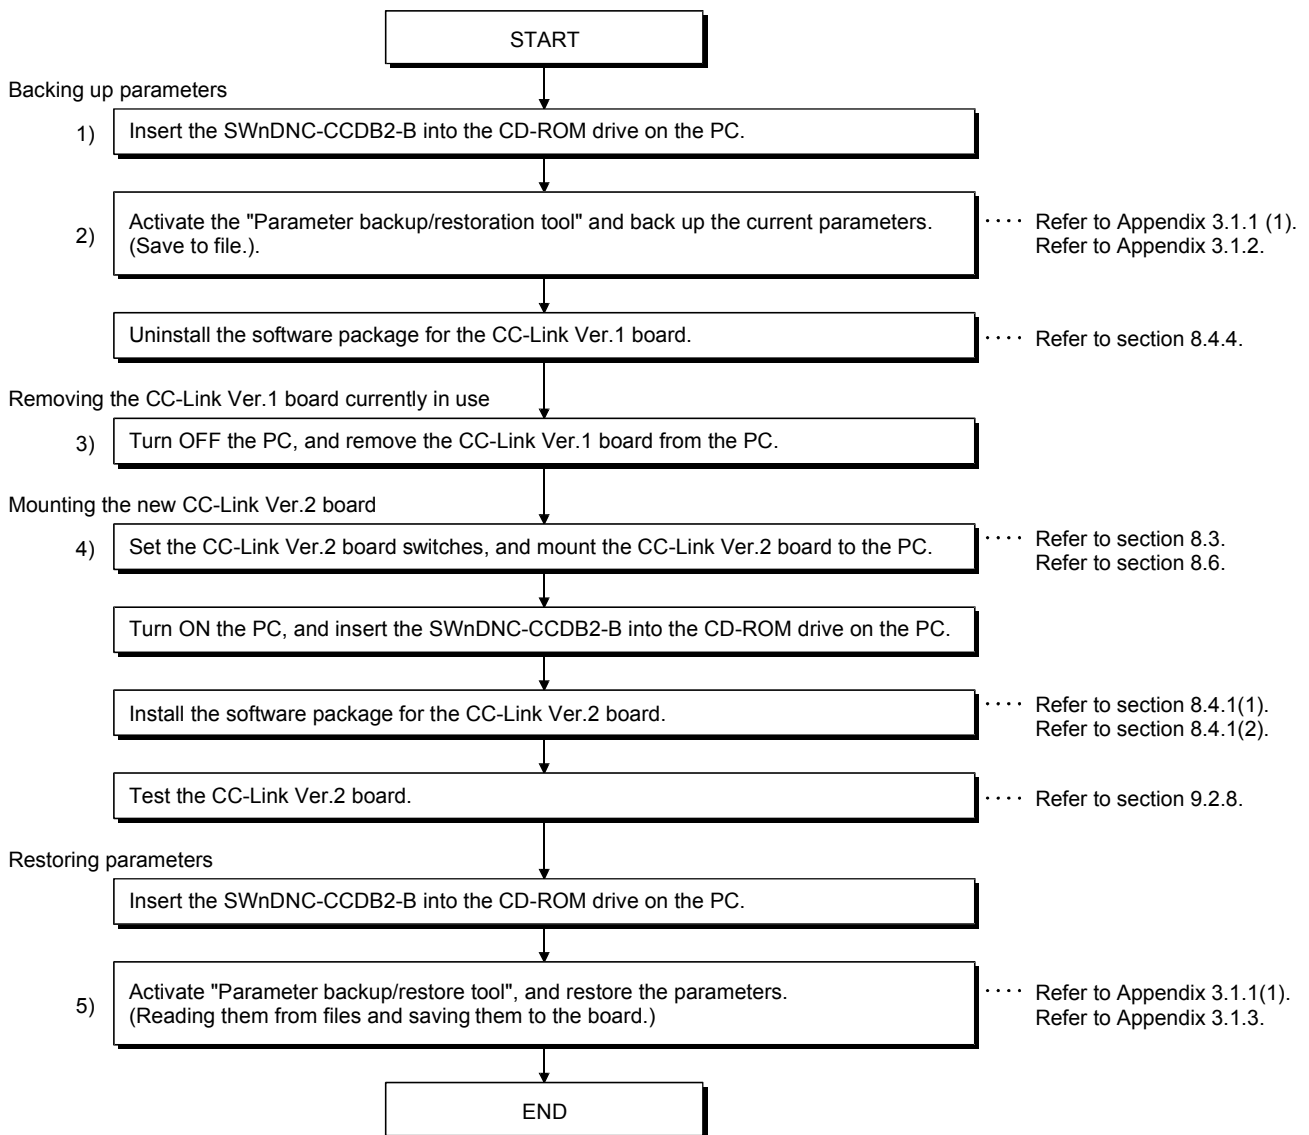 START
Backing up parameters
1) Insert the SWnDNC-CCDB2-B into the CD-ROM drive on the PC.
2) Activate the "Parameter backup/restoration tool" and back up the current parameters.
(Save to file.).
···· Refer to Appendix 3.1.1 (1).
Refer to Appendix 3.1.2.
Uninstall the software package for the CC-Link Ver.1 board.
···· Refer to section 8.4.4.
Removing the CC-Link Ver.1 board currently in use
3) Turn OFF the PC, and remove the CC-Link Ver.1 board from the PC.
Mounting the new CC-Link Ver.2 board
4) Set the CC-Link Ver.2 board switches, and mount the CC-Link Ver.2 board to the PC.
···· Refer to section 8.3.
Refer to section 8.6.
Turn ON the PC, and insert the SWnDNC-CCDB2-B into the CD-ROM drive on the PC.
Install the software package for the CC-Link Ver.2 board.
···· Refer to section 8.4.1(1).
Refer to section 8.4.1(2).
Test the CC-Link Ver.2 board.
···· Refer to section 9.2.8.
Restoring parameters
Insert the SWnDNC-CCDB2-B into the CD-ROM drive on the PC.
5) Activate "Parameter backup/restore tool", and restore the parameters.
(Reading them from files and saving them to the board.)
···· Refer to Appendix 3.1.1(1).
Refer to Appendix 3.1.3.
END